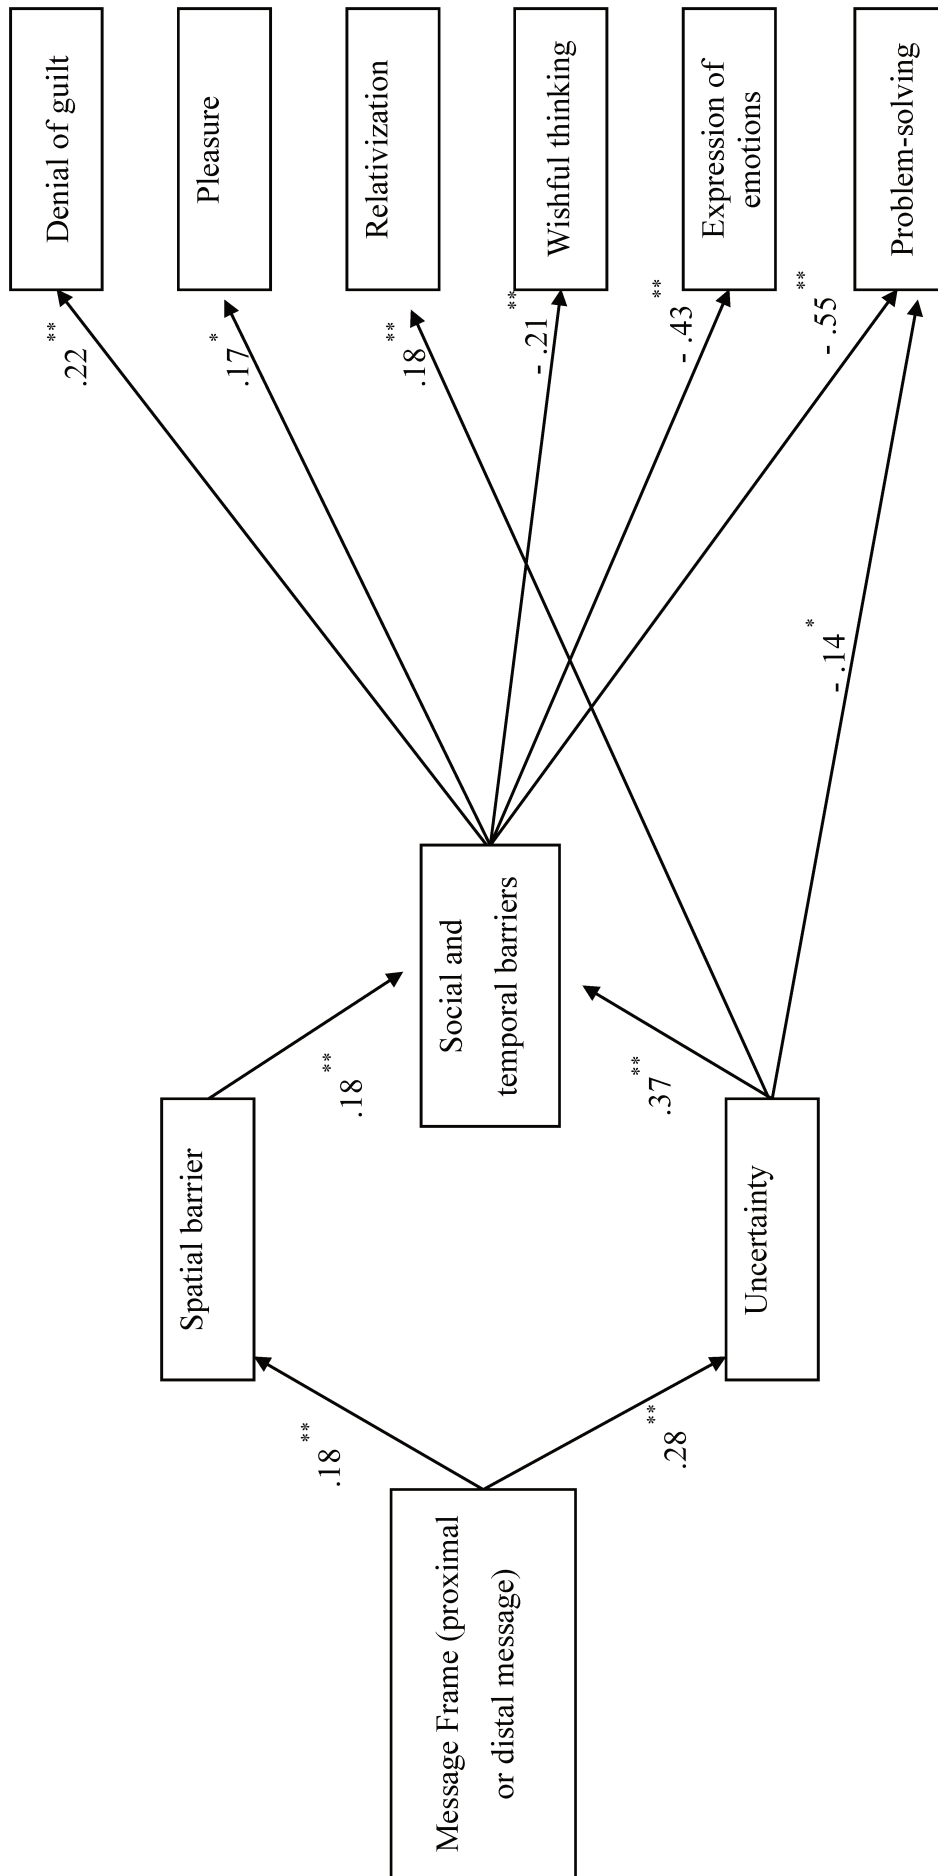 Message Frame (proximal
or distal message)
.18**
.28**
Spatial barrier
Uncertainty
.18**
.37**
Social and
temporal barriers
- .14*
.22**
.17*
.18**
- .21**
- .43**
- .55**
Denial of guilt
Pleasure
Relativization
Wishful thinking
Expression of
emotions
Problem-solving